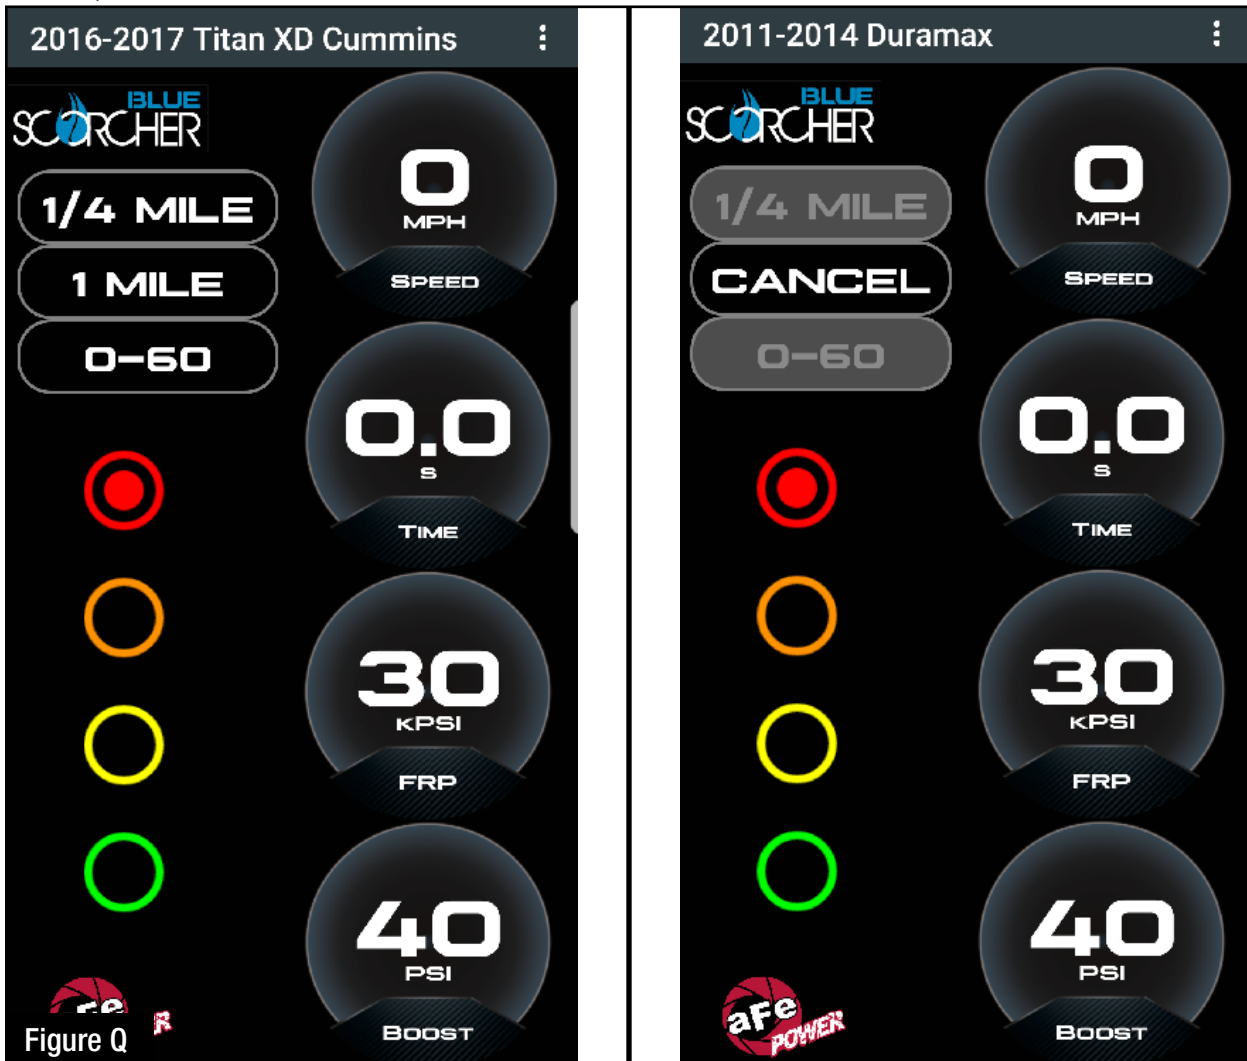 2016-2017 Titan XD Cummins
BLUE
SCORCHER
1/4 MILE
1 MILE
0-60
0
MPH
SPEED
0.0
S
TIME
30
KPSI
FRP
40
PSI
BOOST
aFe
R
Figure Q
2011-2014 Duramax
BLUE
SCORCHER
1/4 MILE
CANCEL
0-60
0
MPH
SPEED
0.0
S
TIME
30
KPSI
FRP
40
PSI
BOOST
aFe
POWER